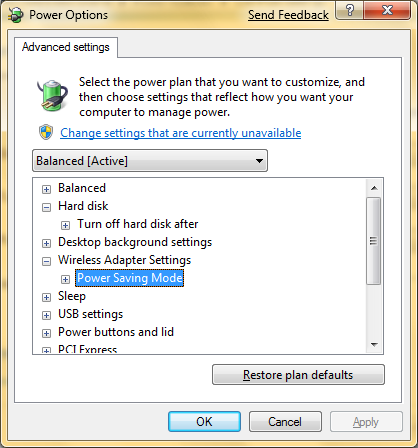 Power Options
Send Feedback
?
Advanced settings
Select the power plan that you want to customize, and
then choose settings that reflect how you want your
computer to manage power.
Change settings that are currently unavailable
Balanced [Active]
Balanced
Hard disk
Turn off hard disk after
Desktop background settings
Wireless Adapter Settings
Power Saving Mode
Sleep
USB settings
Power buttons and lid
PCI Express
Restore plan defaults
OK
Cancel
Apply